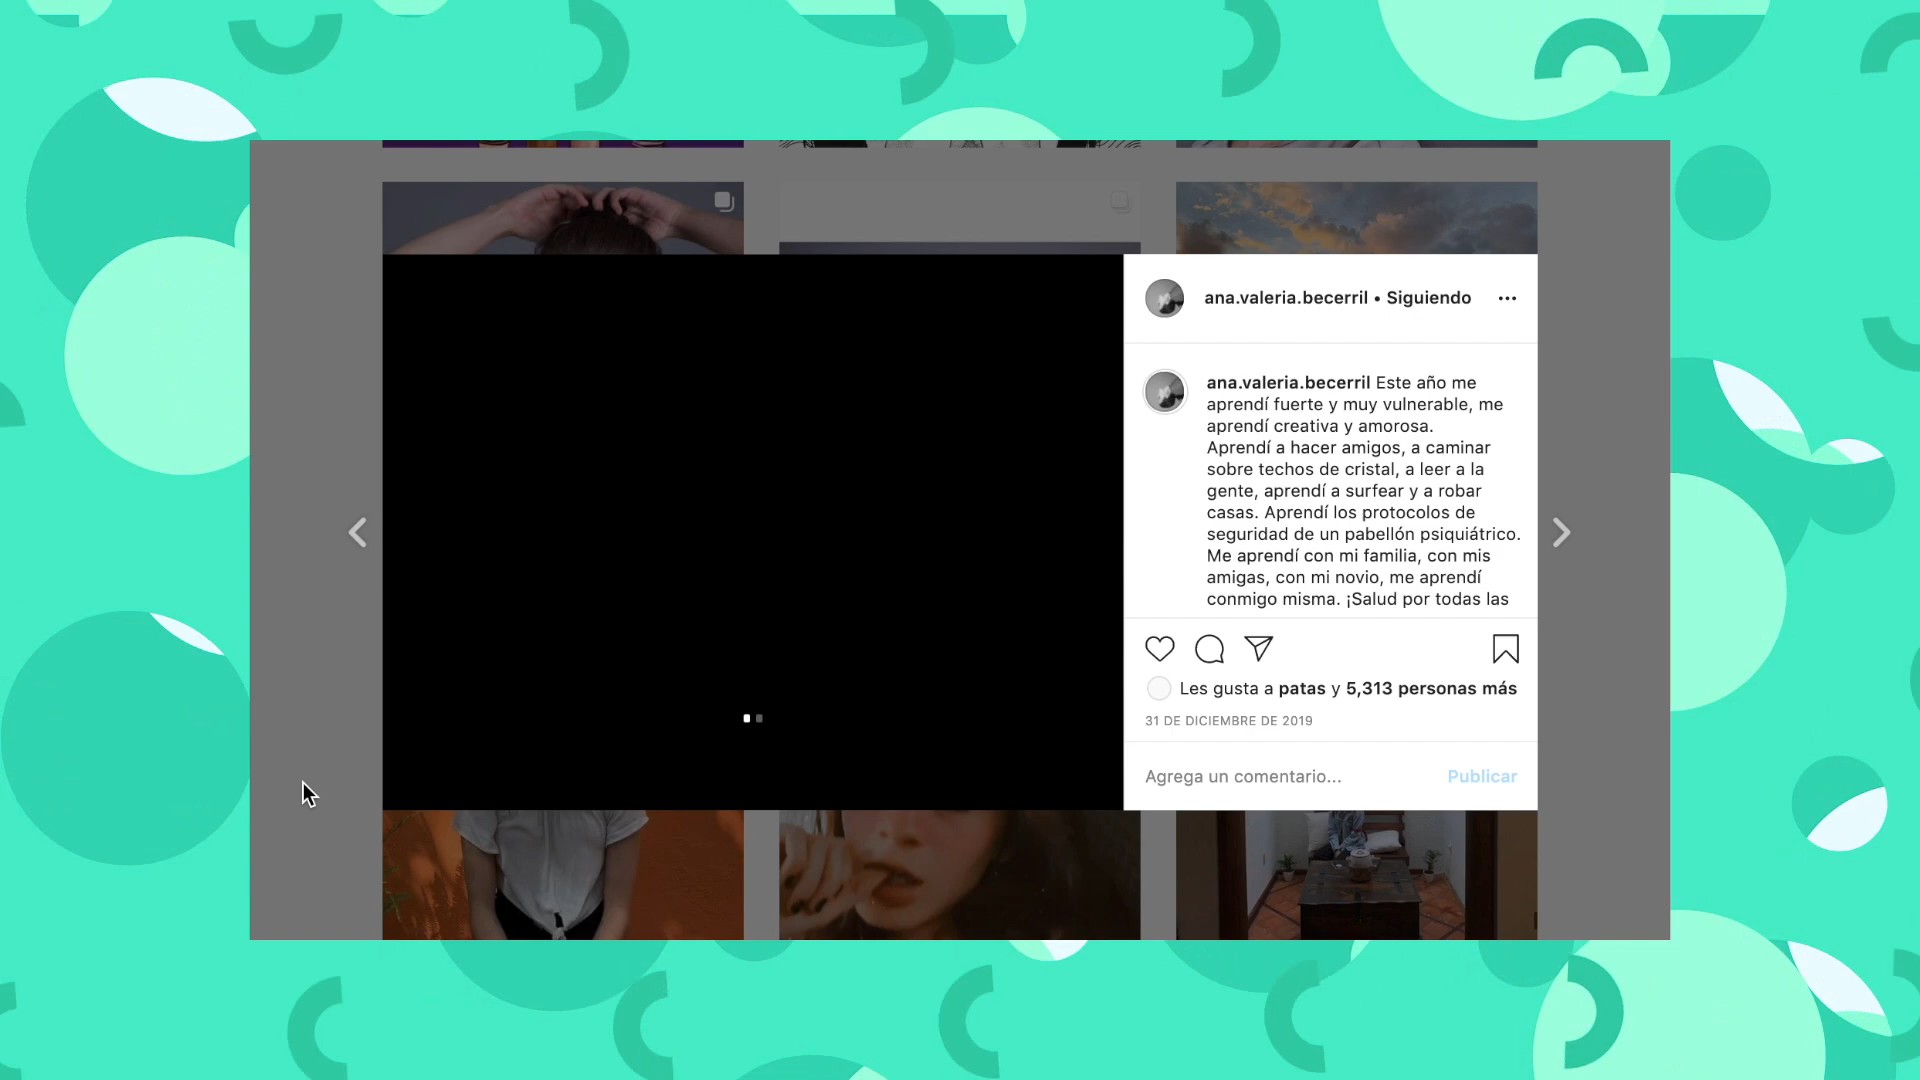 ana.valeria.becerril • Siguiendo
ana.valeria.becerril Este año me
aprendí fuerte y muy vulnerable, me
aprendí creativa y amorosa.
Aprendí a hacer amigos, a caminar
sobre techos de cristal, a leer a la
gente, aprendí a surfear y a robar
casas. Aprendí los protocolos de
seguridad de un pabellón psiquiátrico.
Me aprendí con mi familia, con mis
amigas, con mi novio, me aprendí
conmigo misma. ¡Salud por todas las
Les gusta a patas y 5,313 personas más
31 DE DICIEMBRE DE 2019
Agrega un comentario...
Publicar